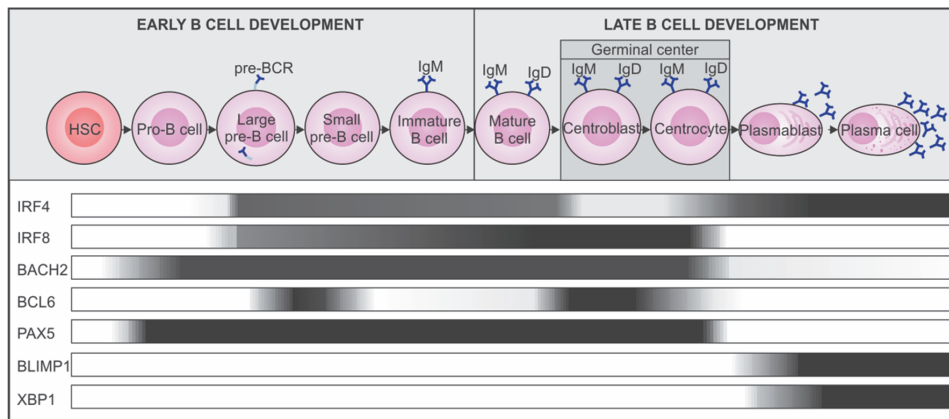 EARLY B CELL DEVELOPMENT
LATE B CELL DEVELOPMENT
Germinal center
pre-BCR
IgM
IgM
IgD
IgM
IgD
IgM
IgD
HSC
Pro-B cell
Large
pre-B cell
Small
pre-B cell
Immature
B cell
Mature
B cell
Centroblast
Centrocyte
Plasmablast
Plasma cell
IRF4
IRF8
BACH2
BCL6
PAX5
BLIMP1
XBP1